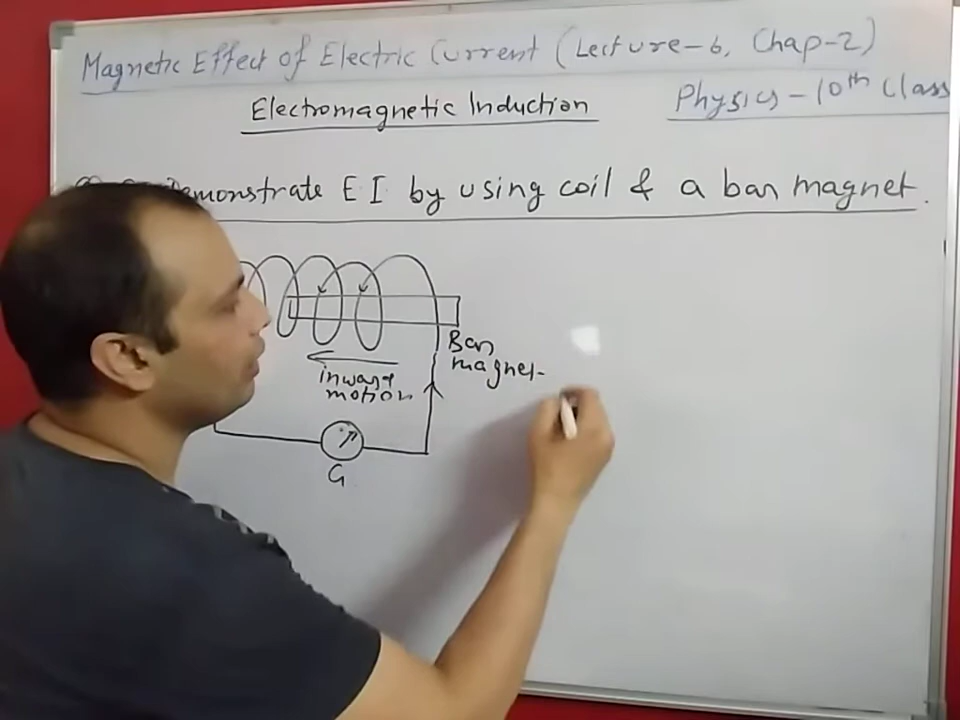 Magnetic Effect of Electric Current (Lecture-6, Chap-2)
Electromagnetic Induction
Physics - 10th Class
Demonstrate E.I. by using coil & a bar magnet.
Bar
magnet
inward
motion
G